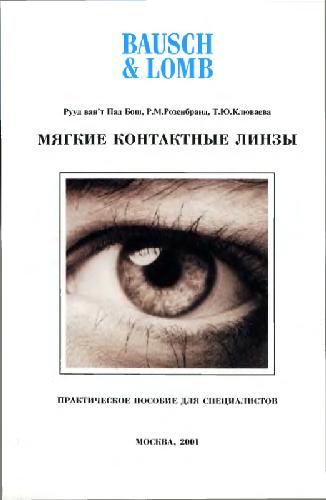 BAUSCH
& LOMB
Рууд ван'т Пад Бош, Р.М.Розенбранд, Т.Ю.Клюваева
МЯГКИЕ КОНТАКТНЫЕ ЛИНЗЫ
ПРАКТИЧЕСКОЕ ПОСОБИЕ ДЛЯ СПЕЦИАЛИСТОВ
МОСКВА, 2001